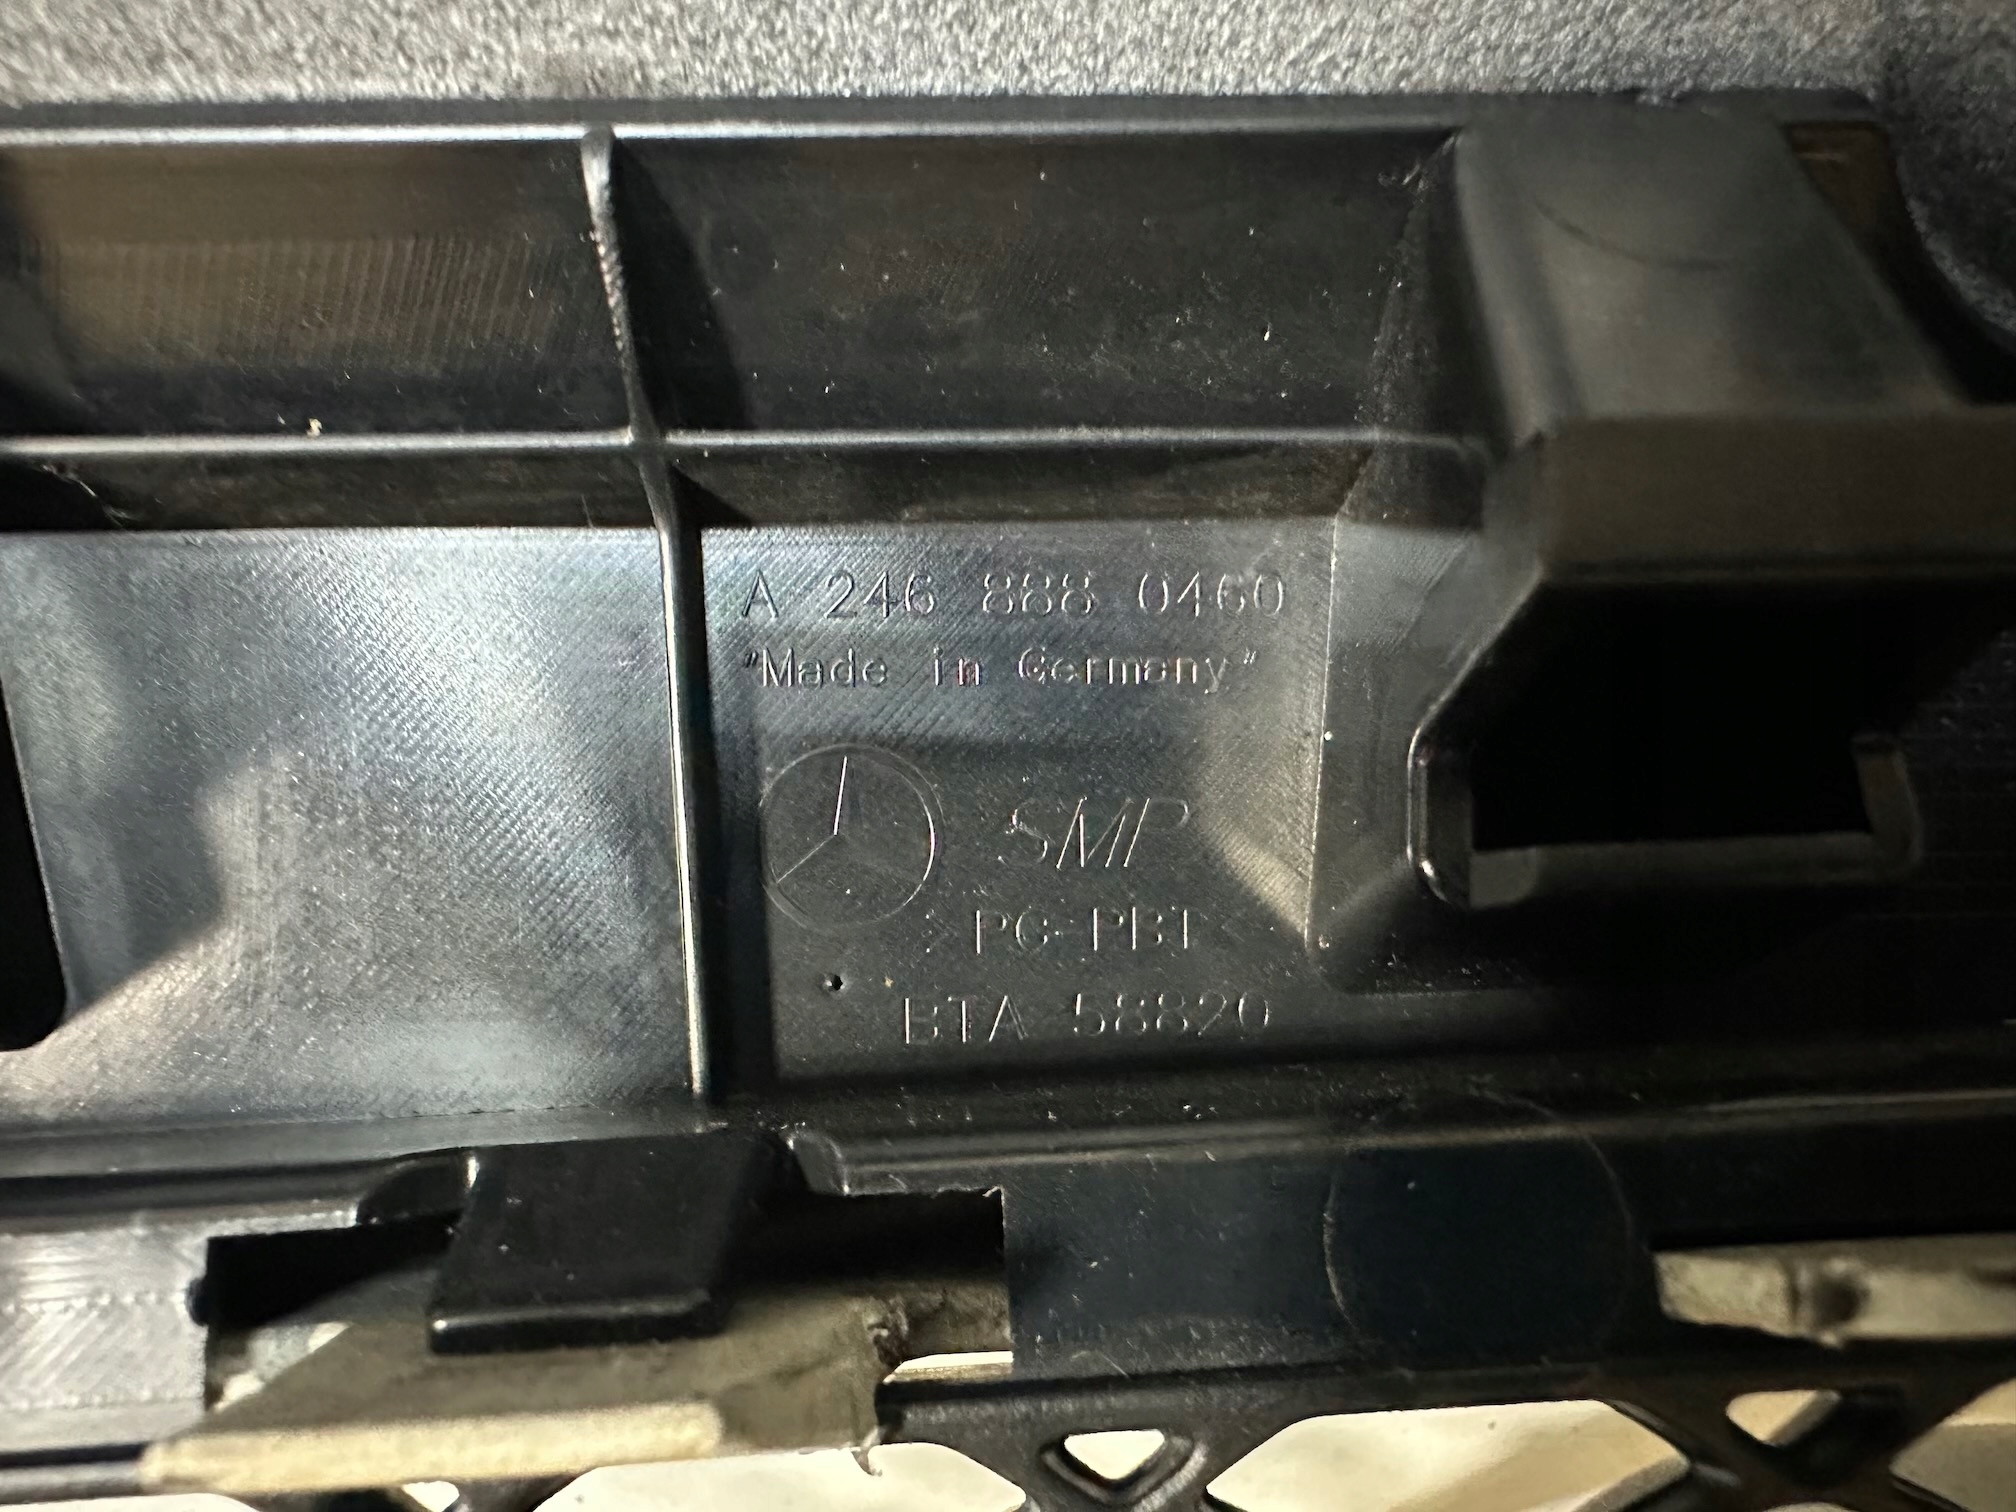 A 246 888 0460
"Made in Germany"
SMP
>PC-PBT<
BTA 58820